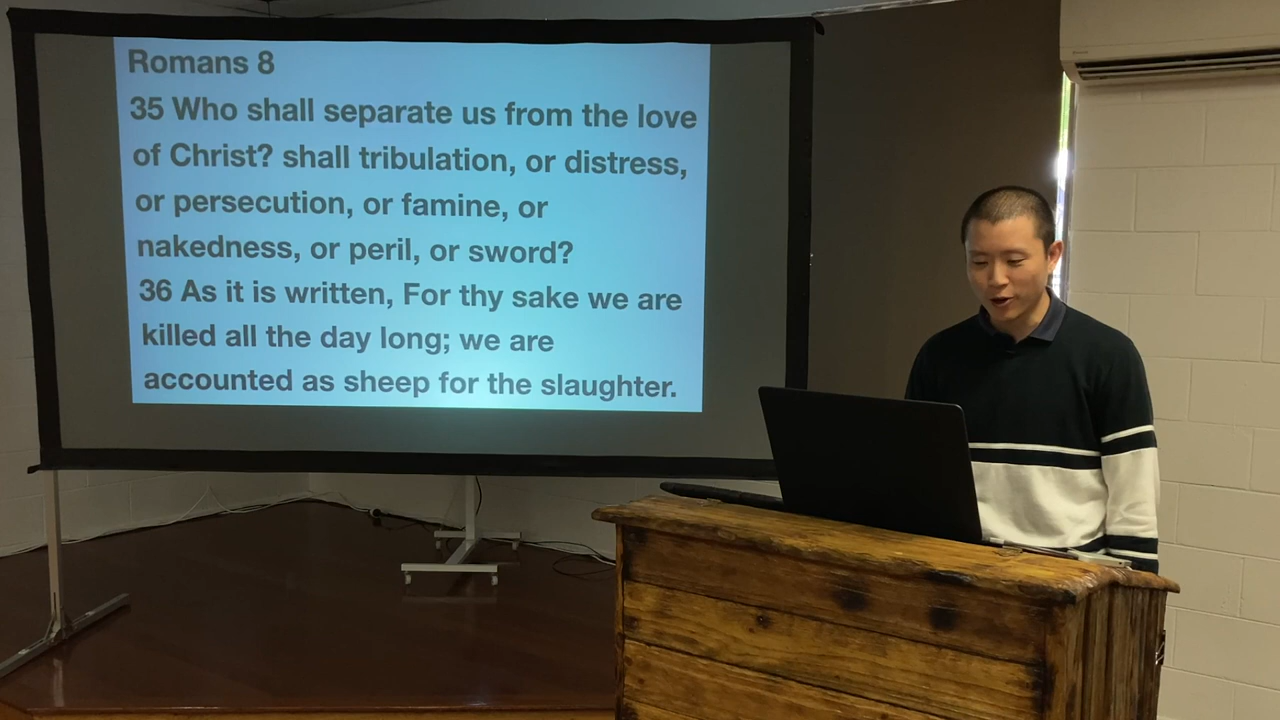 Romans 8
35 Who shall separate us from the love
of Christ? shall tribulation, or distress,
or persecution, or famine, or
nakedness, or peril, or sword?
36 As it is written, For thy sake we are
killed all the day long; we are
accounted as sheep for the slaughter.